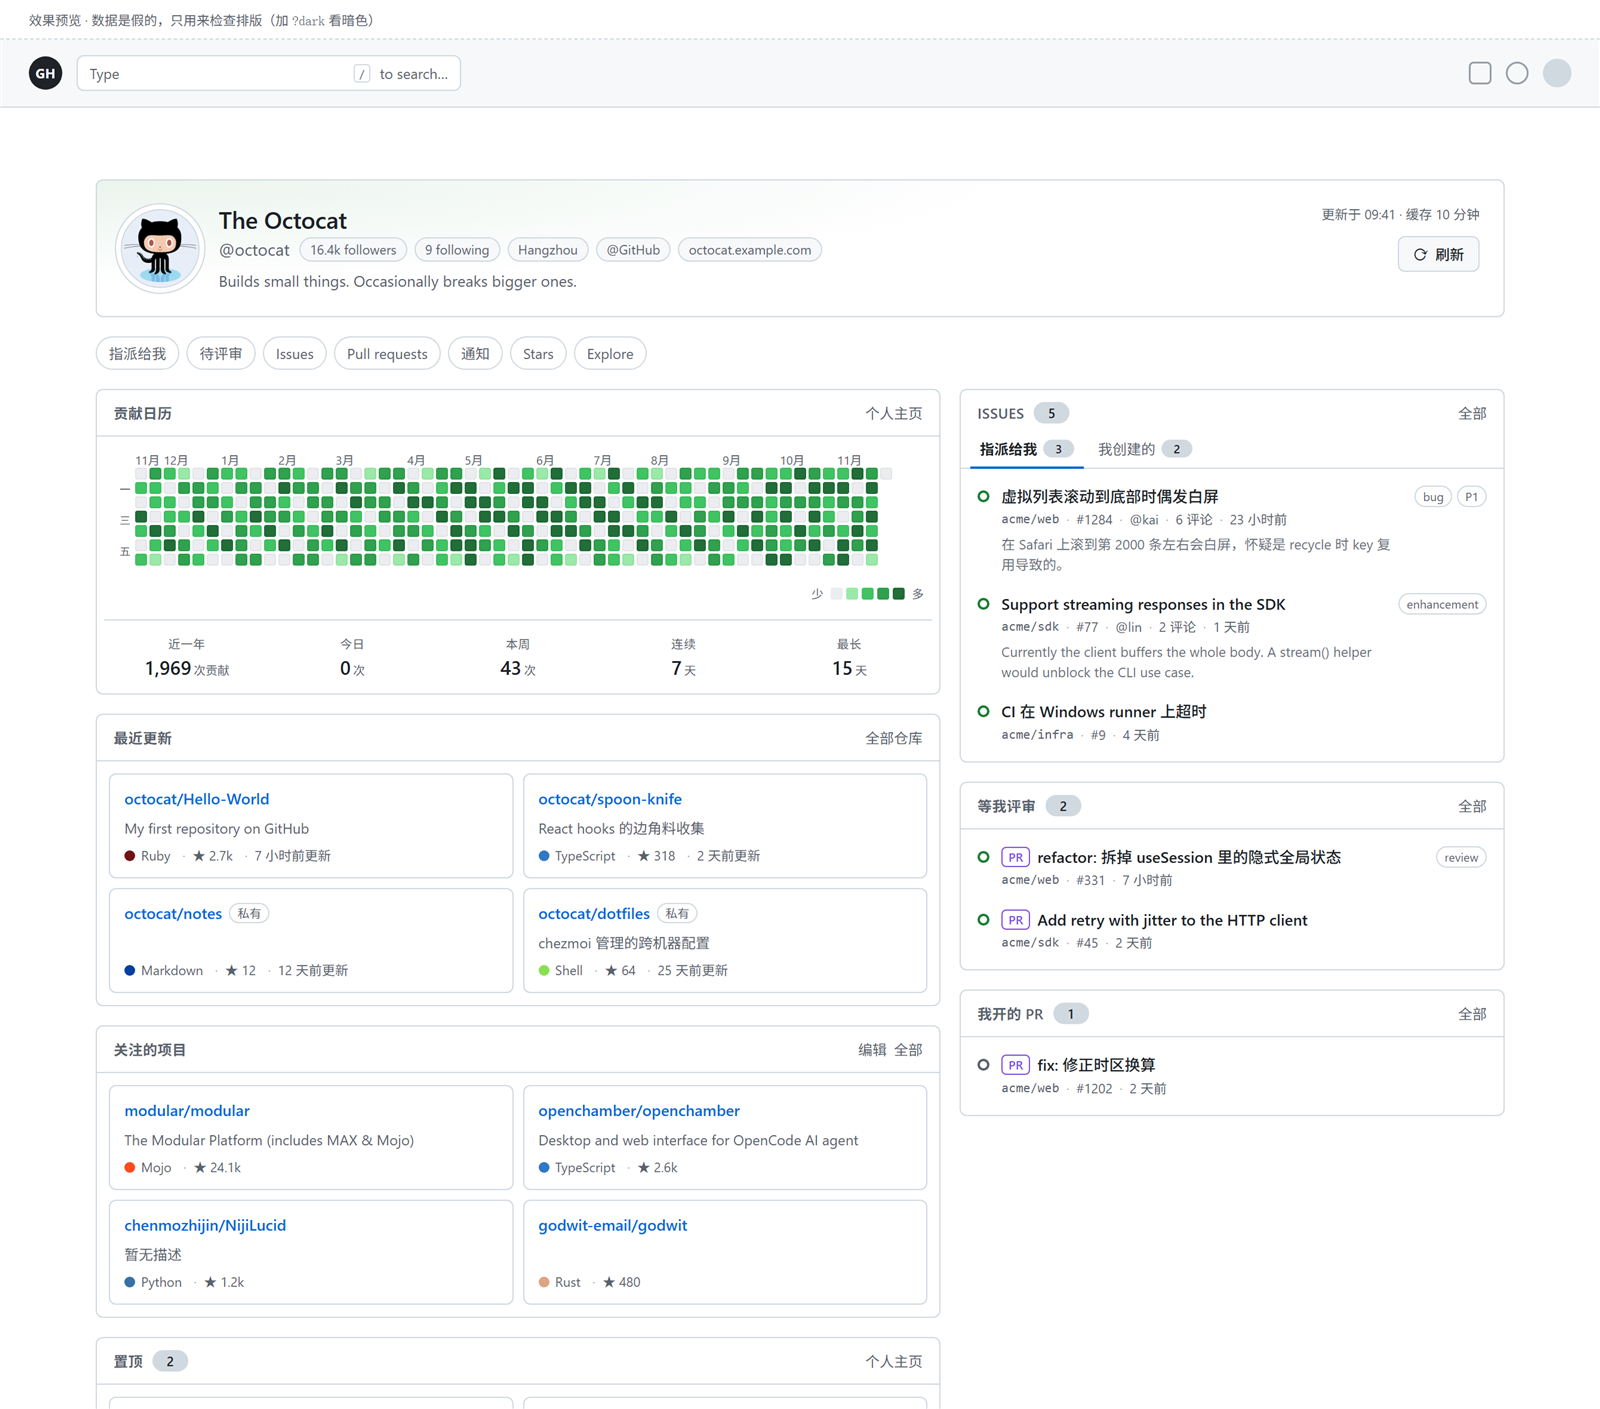 效果预览 · 数据是假的，只用来检查排版（加 ?dark 看暗色）
GH
Type / to search...
The Octocat
@octocat 16.4k followers 9 following Hangzhou @GitHub octocat.example.com
Builds small things. Occasionally breaks bigger ones.
更新于 09:41 · 缓存 10 分钟
刷新
指派给我 待评审 Issues Pull requests 通知 Stars Explore
贡献日历 个人主页
11月 12月 1月 2月 3月 4月 5月 6月 7月 8月 9月 10月 11月
一
三
五
少 多
近一年 今日 本周 连续 最长
1,969 次贡献 0 次 43 次 7 天 15 天
最近更新 全部仓库
octocat/Hello-World
My first repository on GitHub
Ruby · ★ 2.7k · 7 小时前更新
octocat/spoon-knife
React hooks 的边角料收集
TypeScript · ★ 318 · 2 天前更新
octocat/notes 私有
Markdown · ★ 12 · 12 天前更新
octocat/dotfiles 私有
chezmoi 管理的跨机器配置
Shell · ★ 64 · 25 天前更新
关注的项目 编辑 全部
modular/modular
The Modular Platform (includes MAX & Mojo)
Mojo · ★ 24.1k
openchamber/openchamber
Desktop and web interface for OpenCode AI agent
TypeScript · ★ 2.6k
chenmozhijin/NijiLucid
暂无描述
Python · ★ 1.2k
godwit-email/godwit
Rust · ★ 480
置顶 2 个人主页
ISSUES 5 全部
指派给我 3 我创建的 2
虚拟列表滚动到底部时偶发白屏 bug P1
acme/web · #1284 · @kai · 6 评论 · 23 小时前
在 Safari 上滚到第 2000 条左右会白屏，怀疑是 recycle 时 key 复
用导致的。
Support streaming responses in the SDK enhancement
acme/sdk · #77 · @lin · 2 评论 · 1 天前
Currently the client buffers the whole body. A stream() helper
would unblock the CLI use case.
CI 在 Windows runner 上超时
acme/infra · #9 · 4 天前
等我评审 2 全部
PR refactor: 拆掉 useSession 里的隐式全局状态 review
acme/web · #331 · 7 小时前
PR Add retry with jitter to the HTTP client
acme/sdk · #45 · 2 天前
我开的 PR 1 全部
PR fix: 修正时区换算
acme/web · #1202 · 2 天前